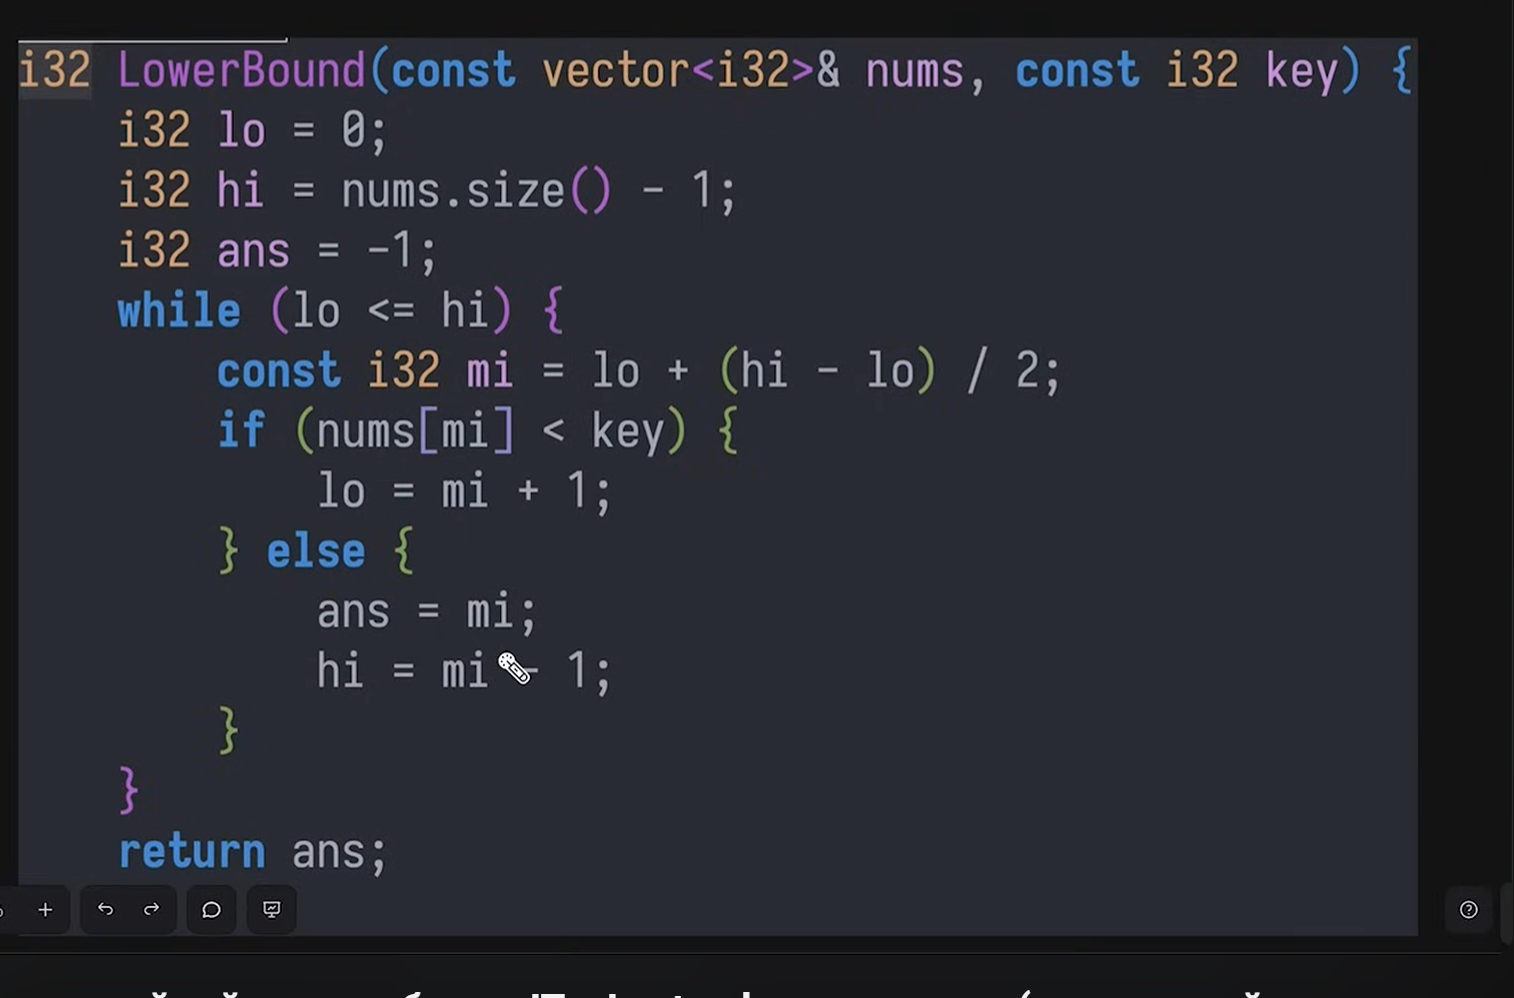 i32 LowerBound(const vector<i32>& nums, const i32 key) {
i32 lo = 0;
i32 hi = nums.size() - 1;
i32 ans = -1;
while (lo <= hi) {
const i32 mi = lo + (hi - lo) / 2;
if (nums[mi] < key) {
lo = mi + 1;
} else {
ans = mi;
hi = mi - 1;
}
}
return ans;